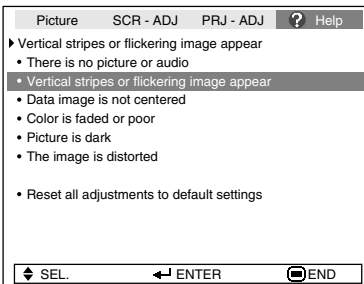 Picture SCR - ADJ PRJ - ADJ ? Help
Vertical stripes or flickering image appear
• There is no picture or audio
• Vertical stripes or flickering image appear
• Data image is not centered
• Color is faded or poor
• Picture is dark
• The image is distorted
• Reset all adjustments to default settings
SEL. ENTER END